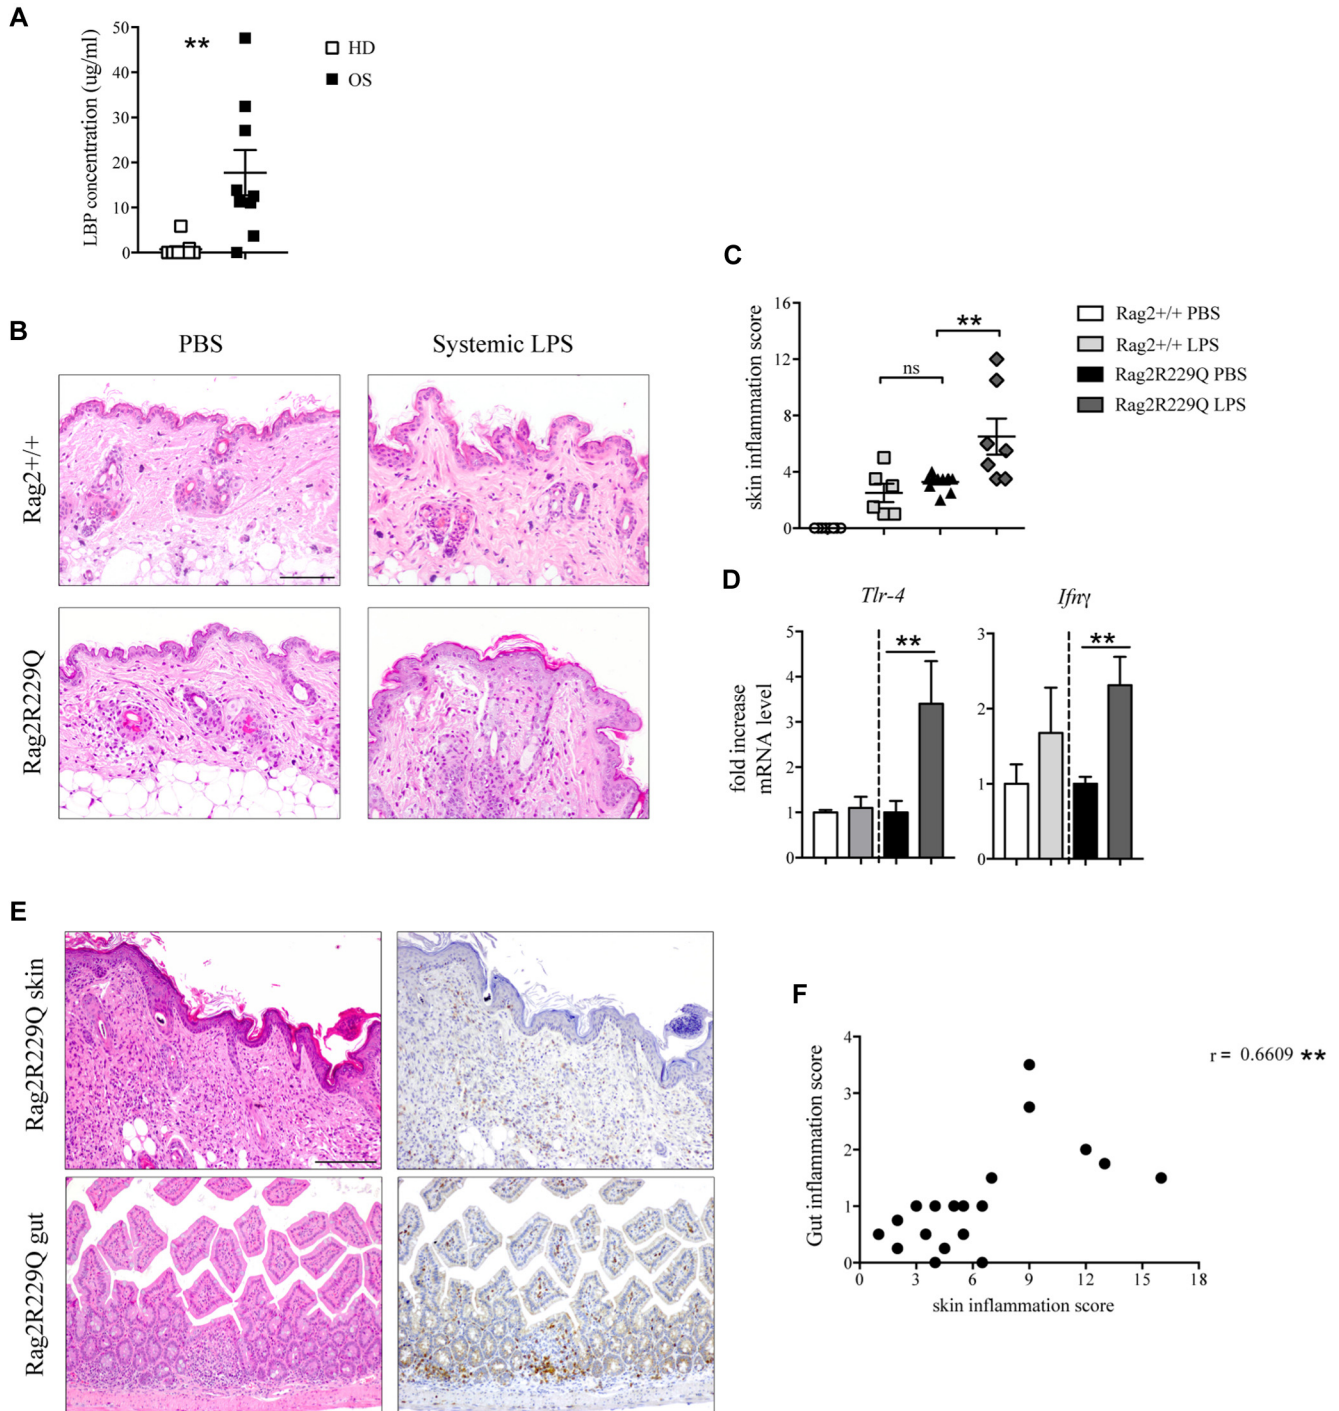 A
LBP concentration (ug/ml)
50
40
30
20
10
0
**
HD
OS
B
PBS
Systemic LPS
Rag2+/+
Rag2R229Q
C
skin inflammation score
16
12
8
4
0
ns
**
Rag2+/+ PBS
Rag2+/+ LPS
Rag2R229Q PBS
Rag2R229Q LPS
D
Tlr-4
fold increase
mRNA level
5
4
3
2
1
0
**
Ifnγ
3
2
1
0
**
E
Rag2R229Q skin
Rag2R229Q gut
F
Gut inflammation score
4
3
2
1
0
0 3 6 9 12 15 18
skin inflammation score
r = 0.6609 **